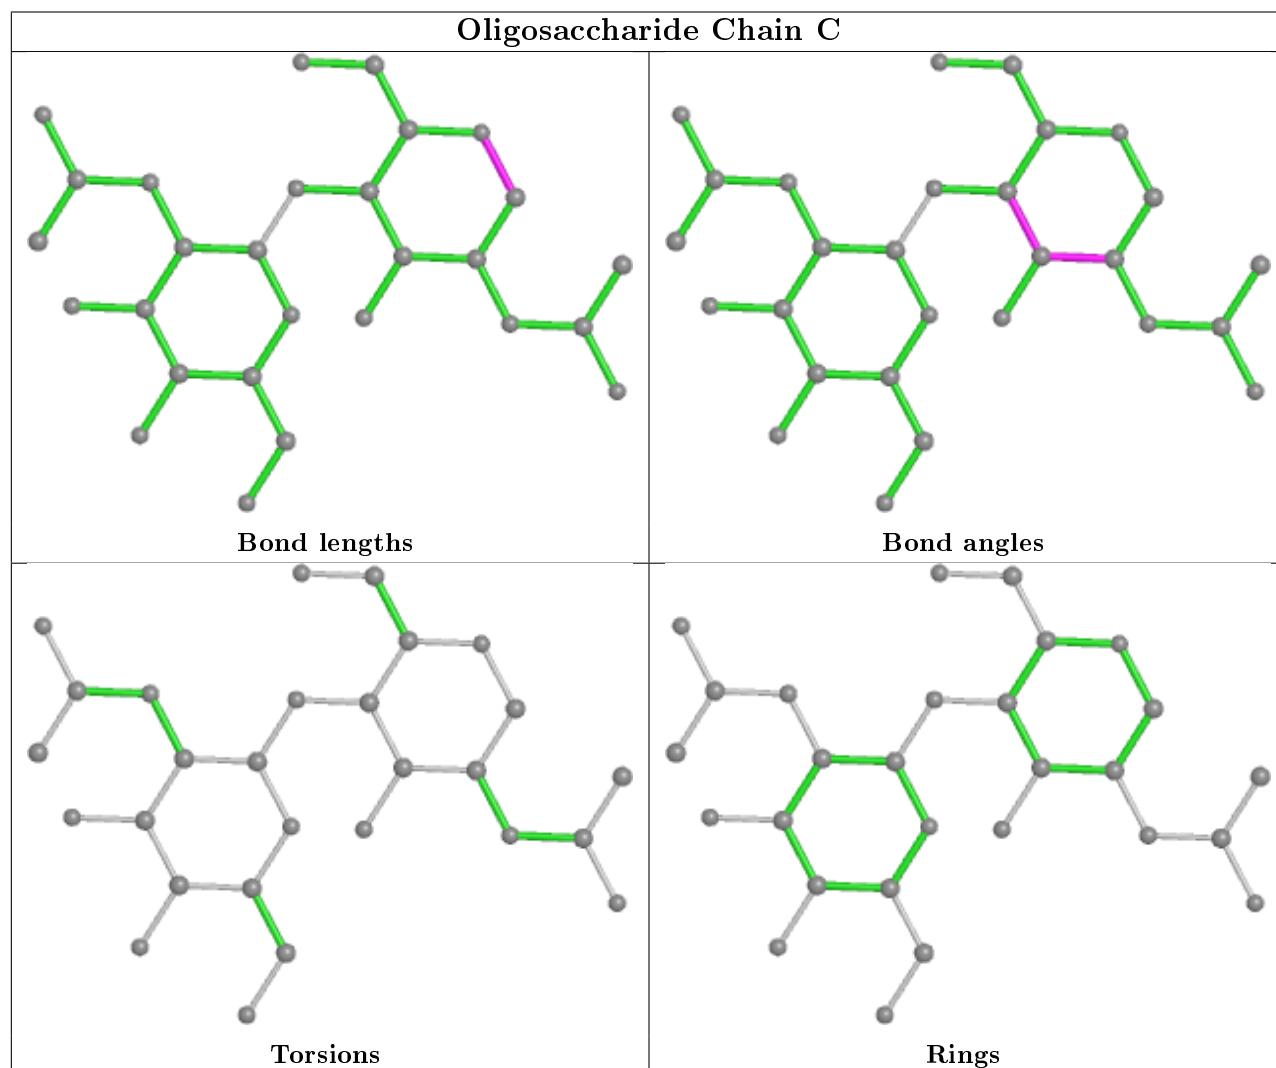 Oligosaccharide Chain C
Bond lengths
Bond angles
Torsions
Rings